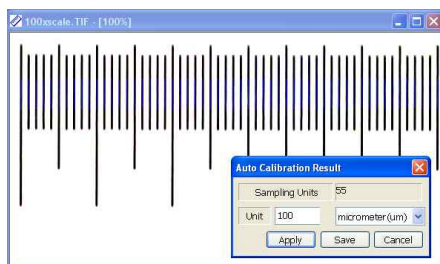 100xscale.TIF - [100%]
Auto Calibration Result
Sampling Units 55
Unit 100 micrometer(um)
Apply Save Cancel